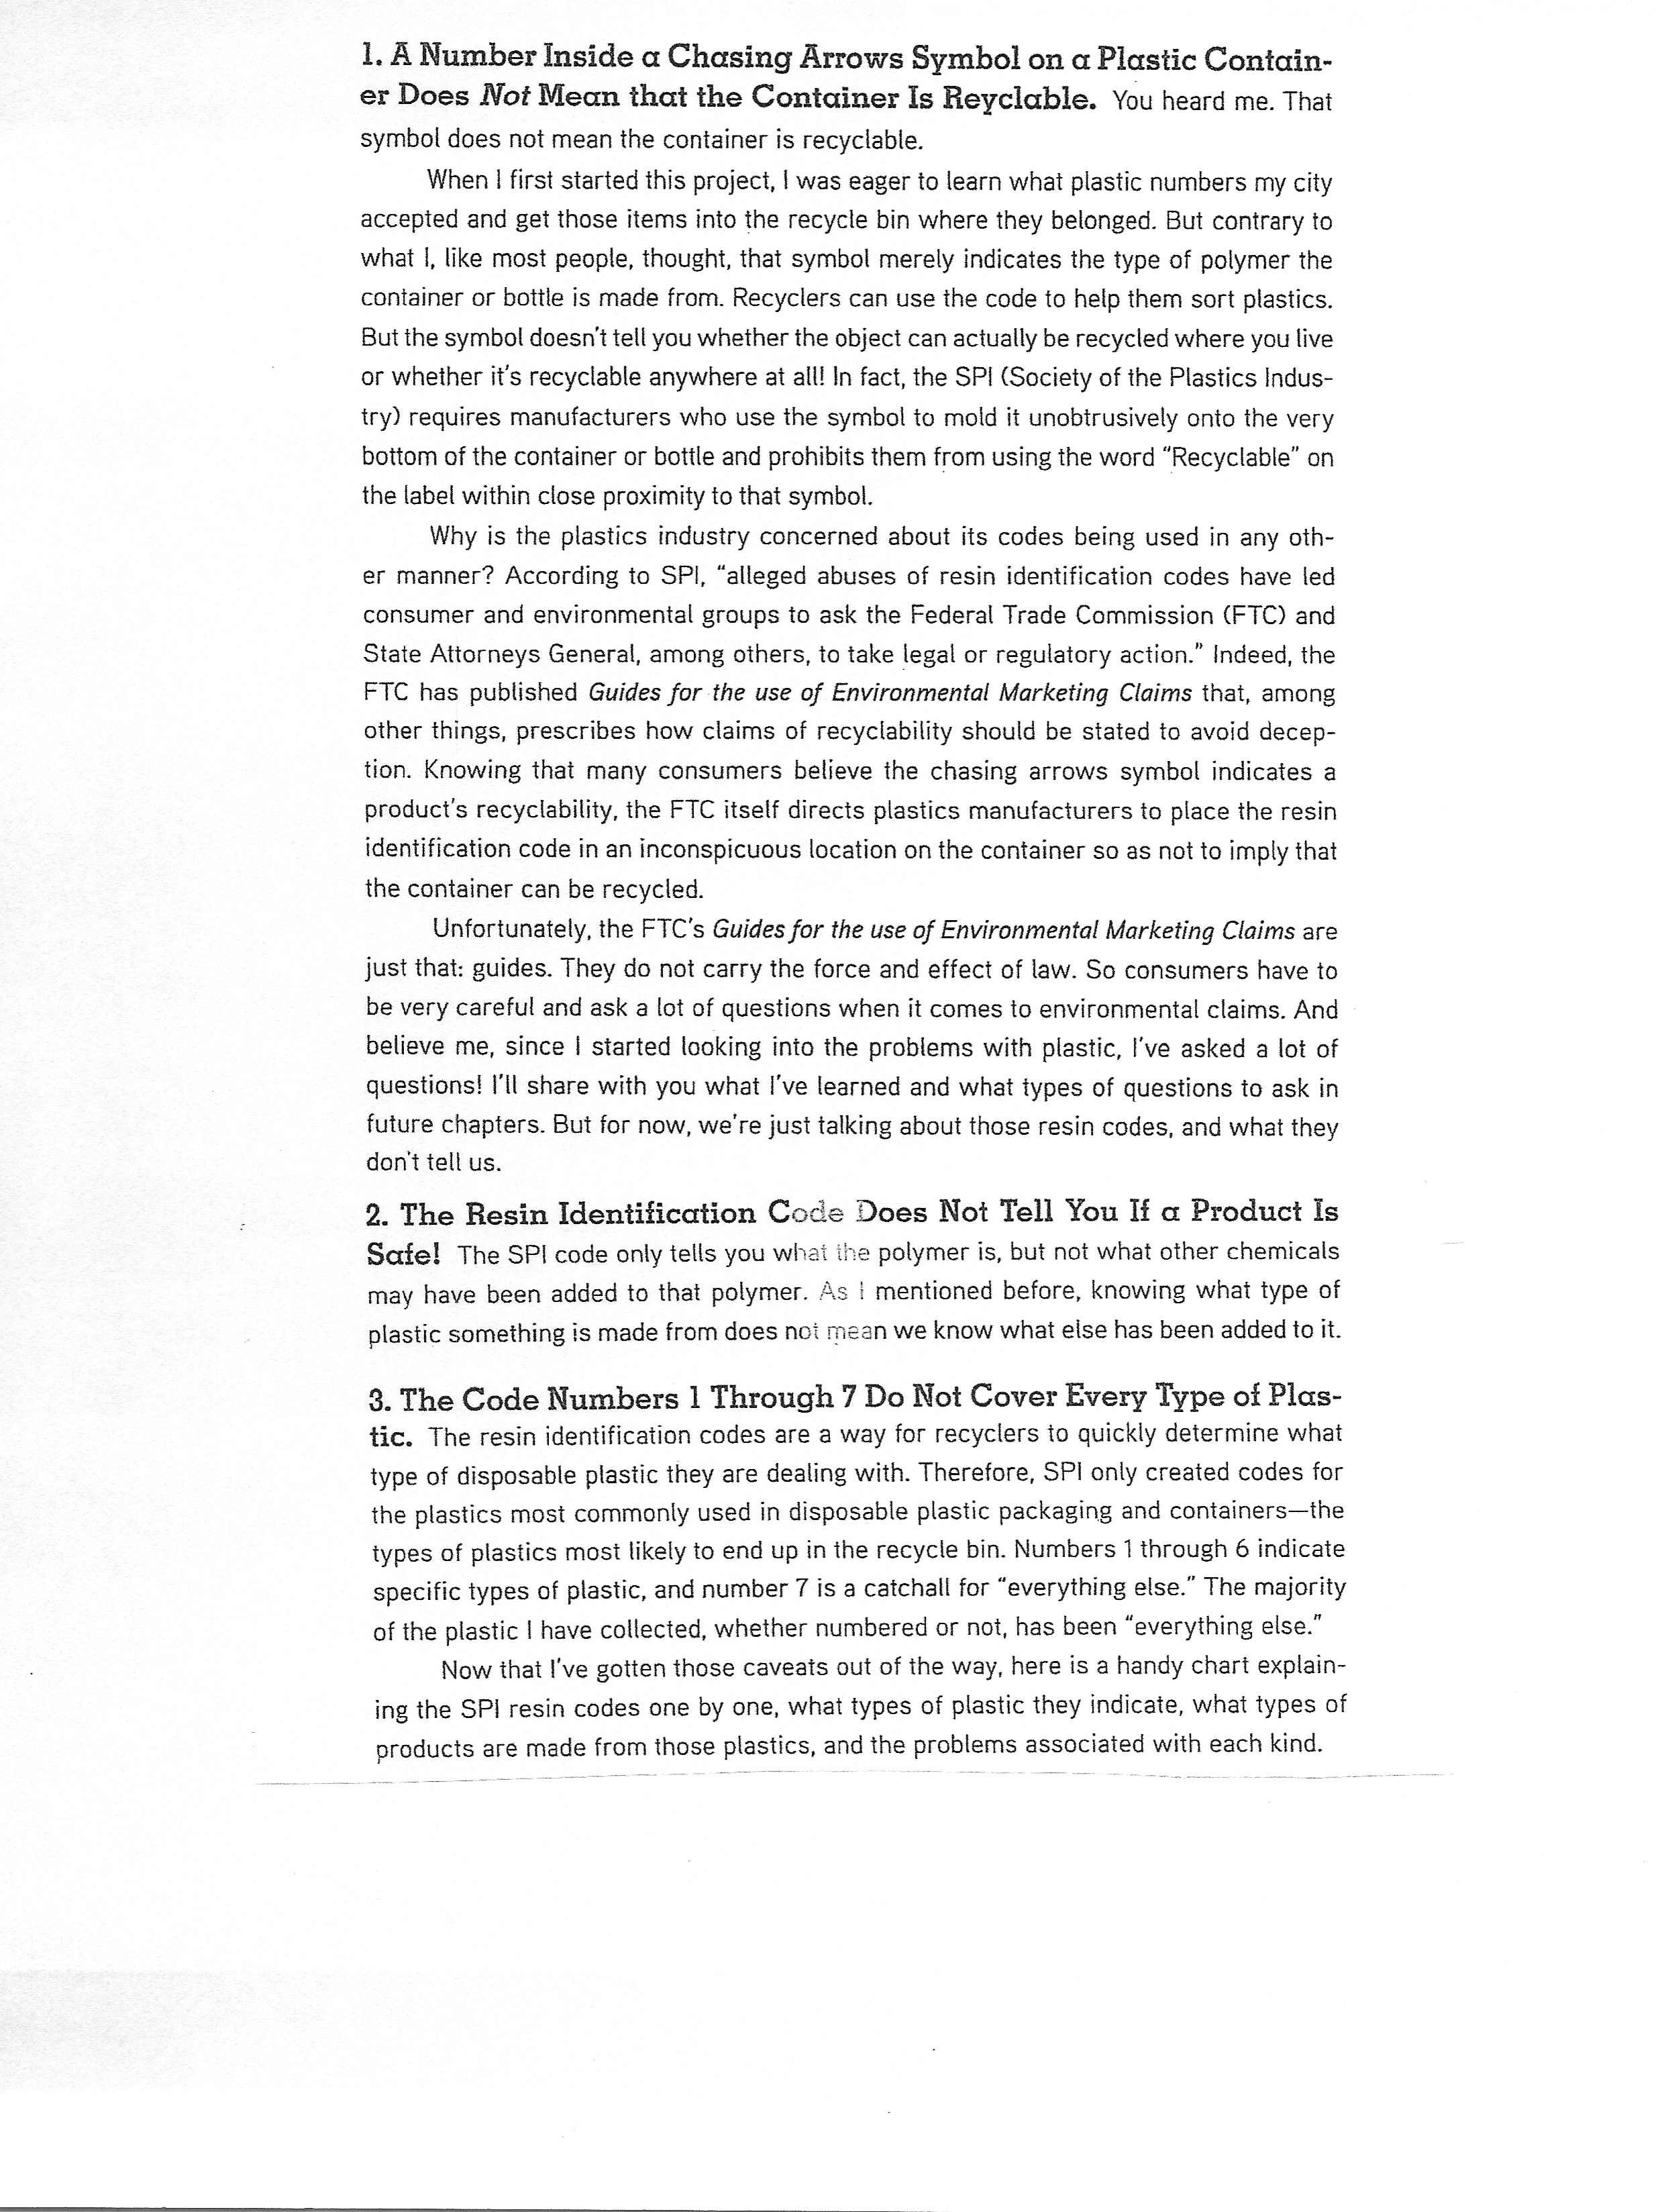 1. A Number Inside a Chasing Arrows Symbol on a Plastic Contain-
er Does Not Mean that the Container Is Reyclable. You heard me. That
symbol does not mean the container is recyclable.
When I first started this project, I was eager to learn what plastic numbers my city
accepted and get those items into the recycle bin where they belonged. But contrary to
what I, like most people, thought, that symbol merely indicates the type of polymer the
container or bottle is made from. Recyclers can use the code to help them sort plastics.
But the symbol doesn't tell you whether the object can actually be recycled where you live
or whether it's recyclable anywhere at all! In fact, the SPI (Society of the Plastics Indus-
try) requires manufacturers who use the symbol to mold it unobtrusively onto the very
bottom of the container or bottle and prohibits them from using the word “Recyclable” on
the label within close proximity to that symbol.
Why is the plastics industry concerned about its codes being used in any oth-
er manner? According to SPI, “alleged abuses of resin identification codes have led
consumer and environmental groups to ask the Federal Trade Commission (FTC) and
State Attorneys General, among others, to take legal or regulatory action.” Indeed, the
FTC has published Guides for the use of Environmental Marketing Claims that, among
other things, prescribes how claims of recyclability should be stated to avoid decep-
tion. Knowing that many consumers believe the chasing arrows symbol indicates a
product's recyclability, the FTC itself directs plastics manufacturers to place the resin
identification code in an inconspicuous location on the container so as not to imply that
the container can be recycled.
Unfortunately, the FTC's Guides for the use of Environmental Marketing Claims are
just that: guides. They do not carry the force and effect of law. So consumers have to
be very careful and ask a lot of questions when it comes to environmental claims. And
believe me, since I started looking into the problems with plastic, I've asked a lot of
questions! I'll share with you what I've learned and what types of questions to ask in
future chapters. But for now, we're just talking about those resin codes, and what they
don't tell us.
2. The Resin Identification Code Does Not Tell You If a Product Is
Safe! The SPI code only tells you what the polymer is, but not what other chemicals
may have been added to that polymer. As I mentioned before, knowing what type of
plastic something is made from does not mean we know what else has been added to it.
3. The Code Numbers 1 Through 7 Do Not Cover Every Type of Plas-
tic. The resin identification codes are a way for recyclers to quickly determine what
type of disposable plastic they are dealing with. Therefore, SPI only created codes for
the plastics most commonly used in disposable plastic packaging and containers—the
types of plastics most likely to end up in the recycle bin. Numbers 1 through 6 indicate
specific types of plastic, and number 7 is a catchall for “everything else.” The majority
of the plastic I have collected, whether numbered or not, has been “everything else.”
Now that I've gotten those caveats out of the way, here is a handy chart explain-
ing the SPI resin codes one by one, what types of plastic they indicate, what types of
products are made from those plastics, and the problems associated with each kind.